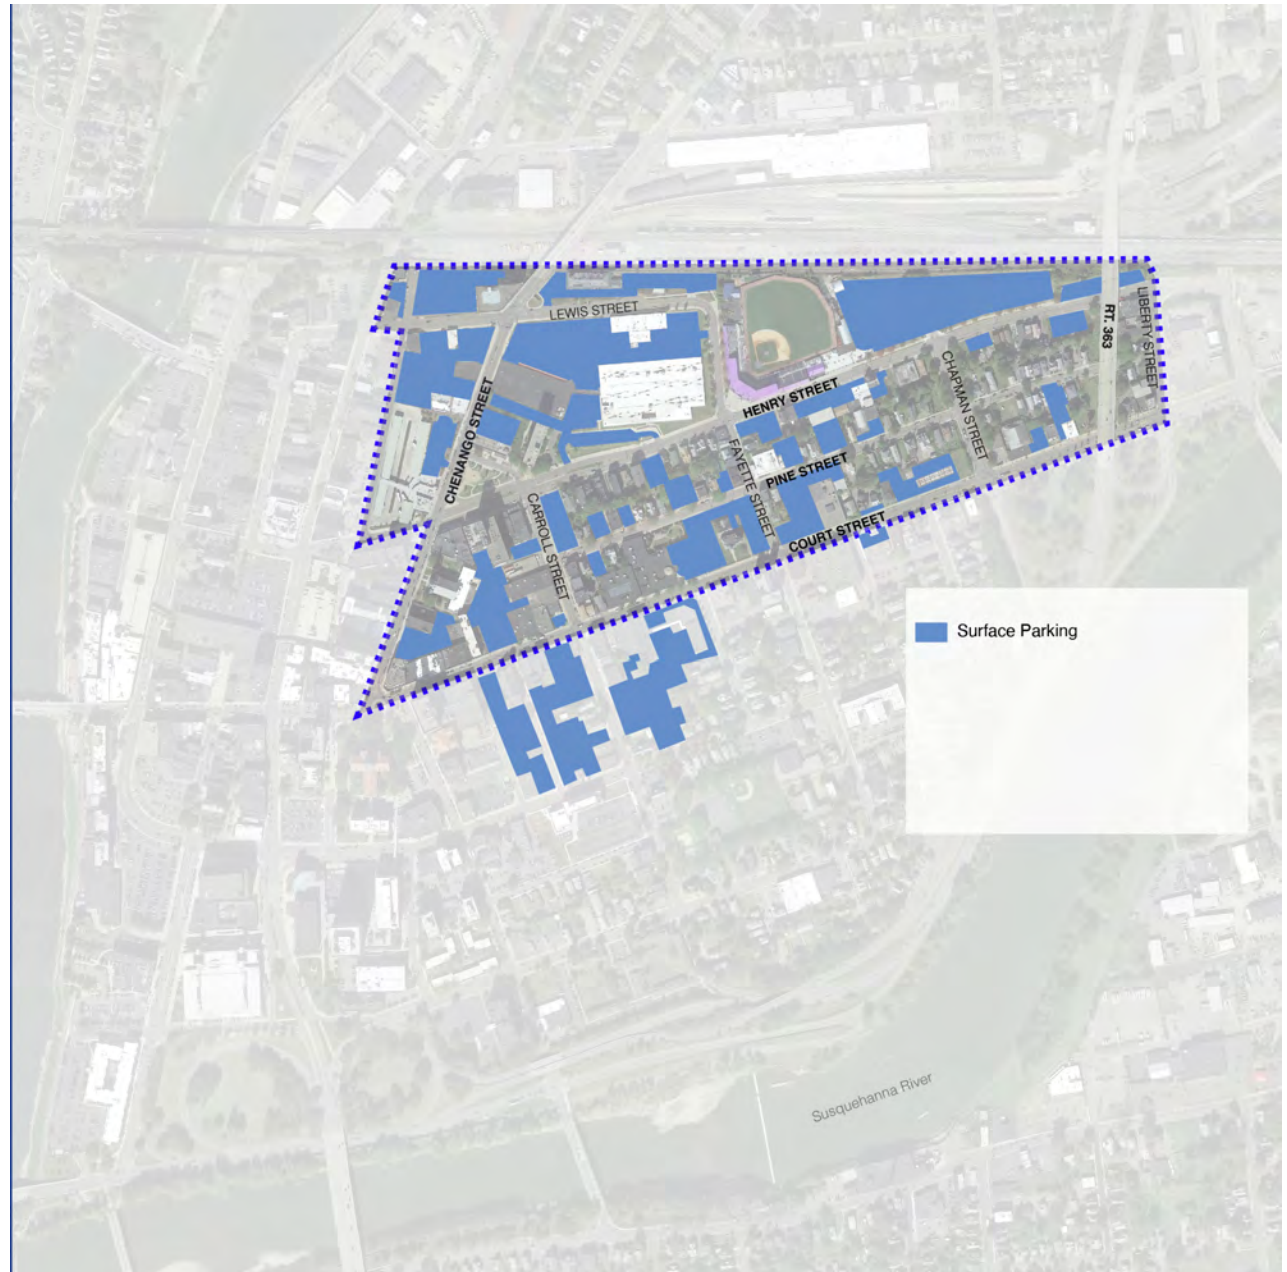 LEWIS STREET
RT. 363
LIBERTY STREET
CHENANGO STREET
HENRY STREET
CHAPMAN STREET
FAYETTE STREET
PINE STREET
CARROLL STREET
COURT STREET
Surface Parking
Susquehanna River